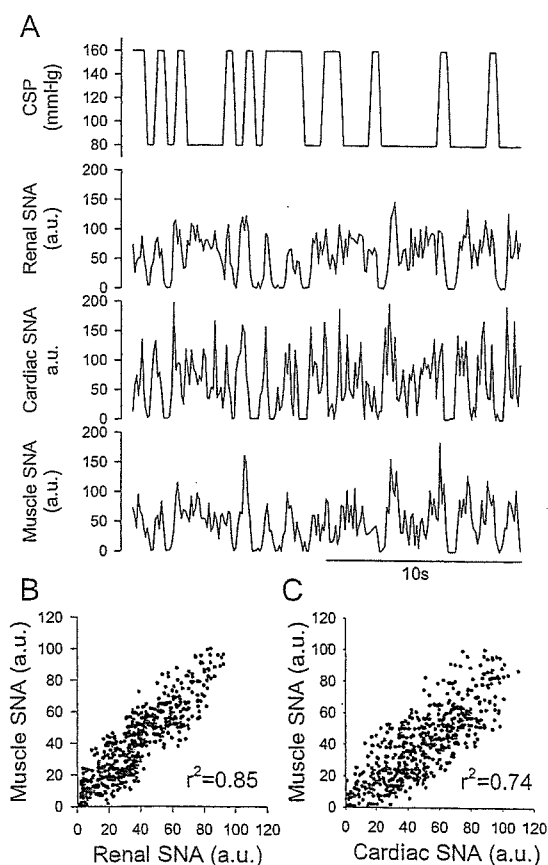 A
CSP
(mmHg)
160
140
120
100
80
Renal SNA
(a.u.)
200
150
100
50
0
Cardiac SNA
a.u.
200
150
100
50
0
Muscle SNA
(a.u.)
200
150
100
50
0
10s
B
Muscle SNA (a.u.)
120
100
80
60
40
20
0
r²=0.85
0 20 40 60 80 100 120
Renal SNA (a.u.)
C
Muscle SNA (a.u.)
120
100
80
60
40
20
0
r²=0.74
0 20 40 60 80 100 120
Cardiac SNA (a.u.)